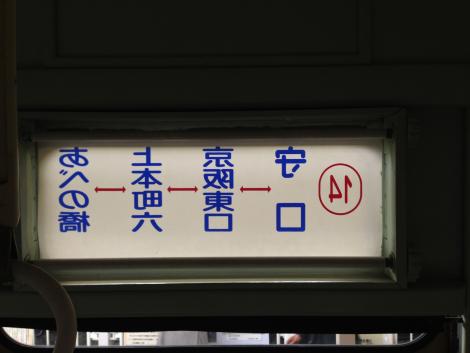 14
守口
京阪東口
上本町六
あべの橋